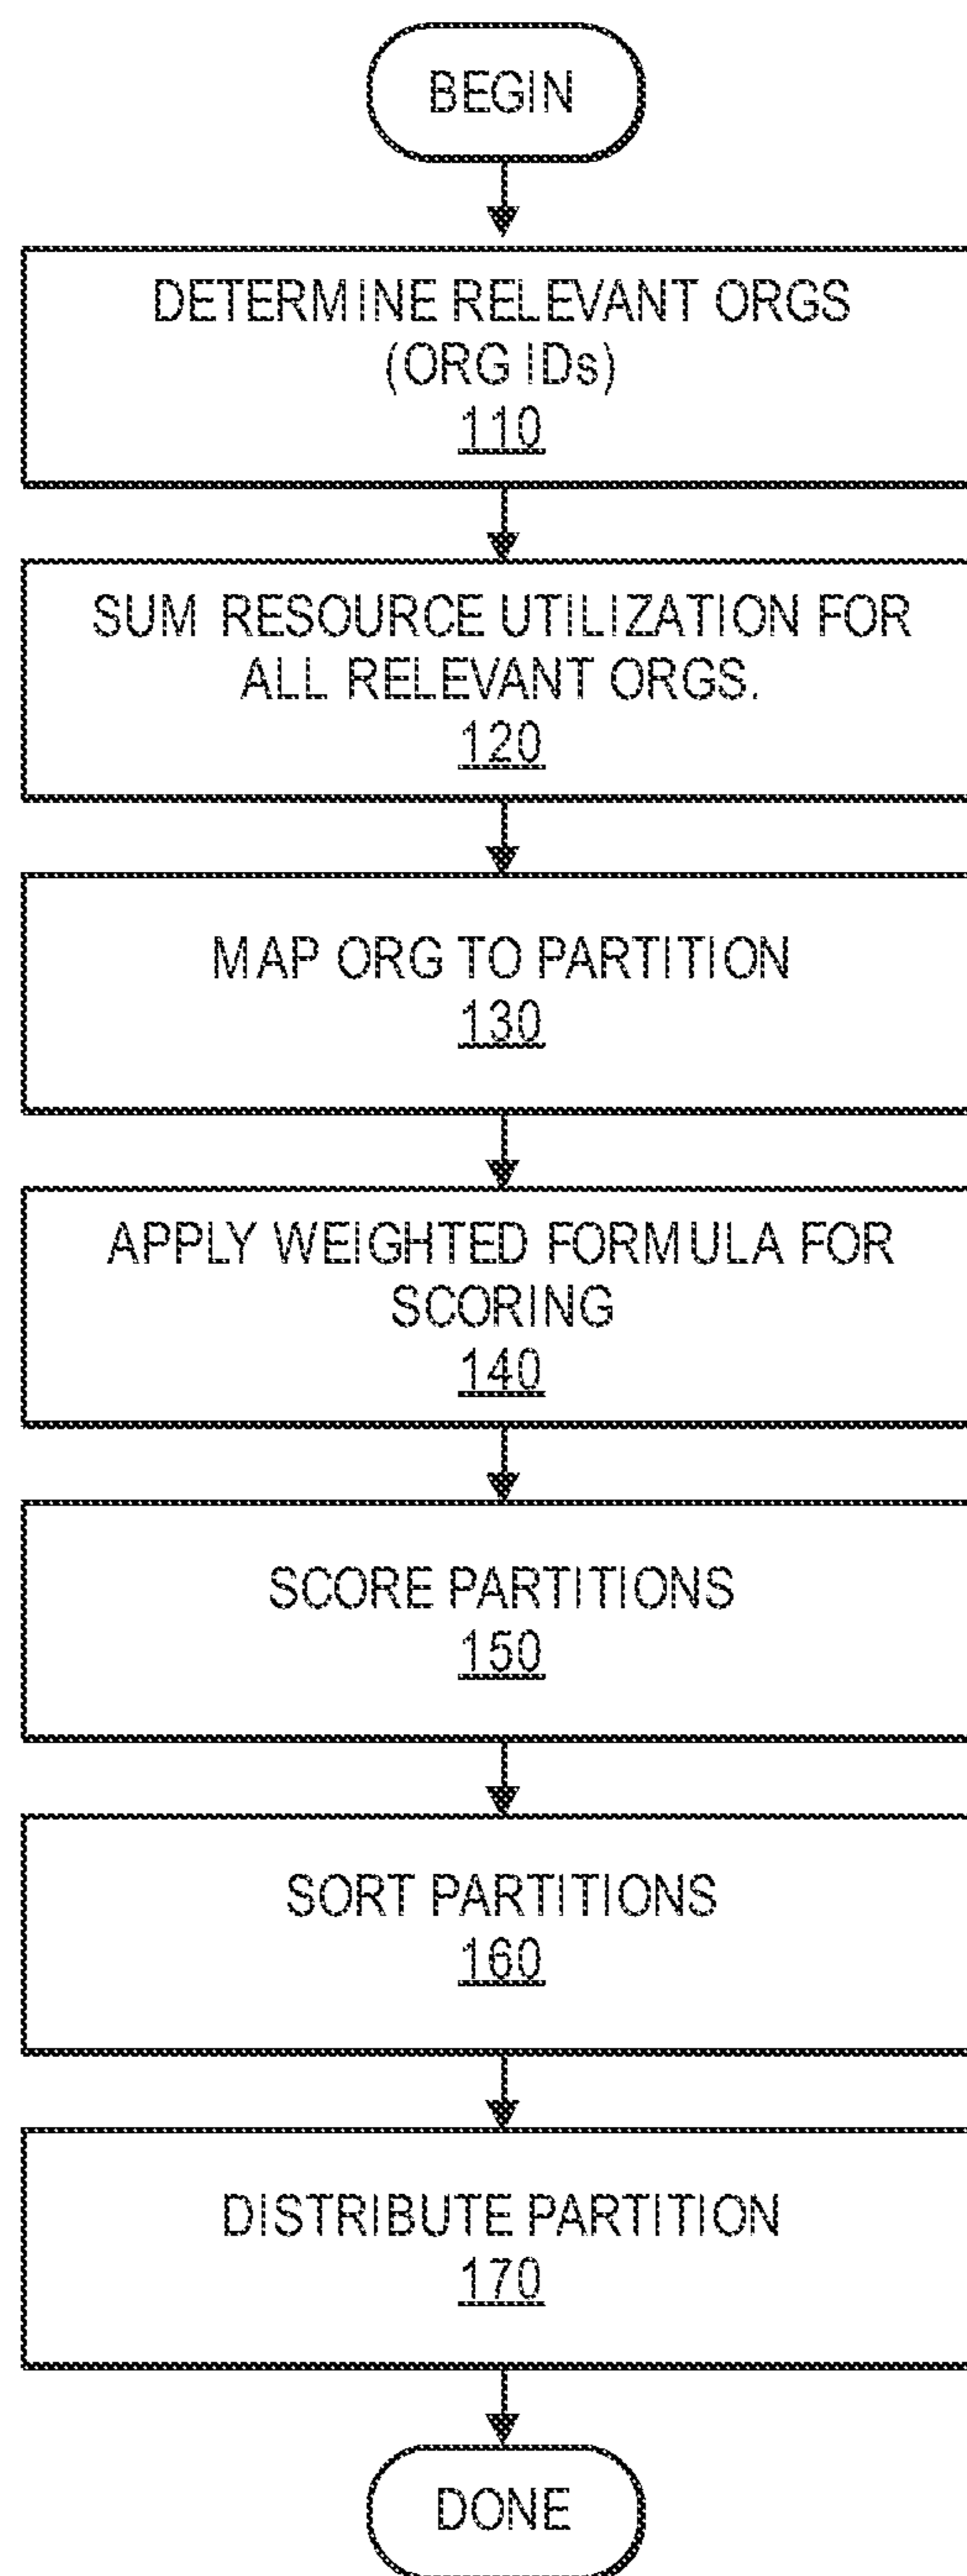 BEGIN
DETERMINE RELEVANT ORGS
(ORG IDs)
110
SUM RESOURCE UTILIZATION FOR
ALL RELEVANT ORGS.
120
MAP ORG TO PARTITION
130
APPLY WEIGHTED FORMULA FOR
SCORING
140
SCORE PARTITIONS
150
SORT PARTITIONS
160
DISTRIBUTE PARTITION
170
DONE